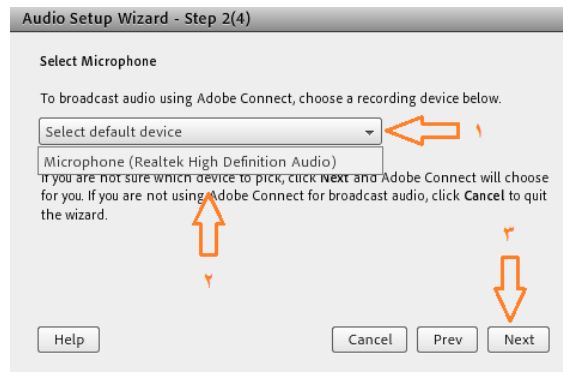 Audio Setup Wizard - Step 2(4)
Select Microphone
To broadcast audio using Adobe Connect, choose a recording device below.
Select default device
۱
Microphone (Realtek High Definition Audio)
If you are not sure which device to pick, click Next and Adobe Connect will choose
for you. If you are not using Adobe Connect for broadcast audio, click Cancel to quit
the wizard.
۲
۳
Help
Cancel
Prev
Next